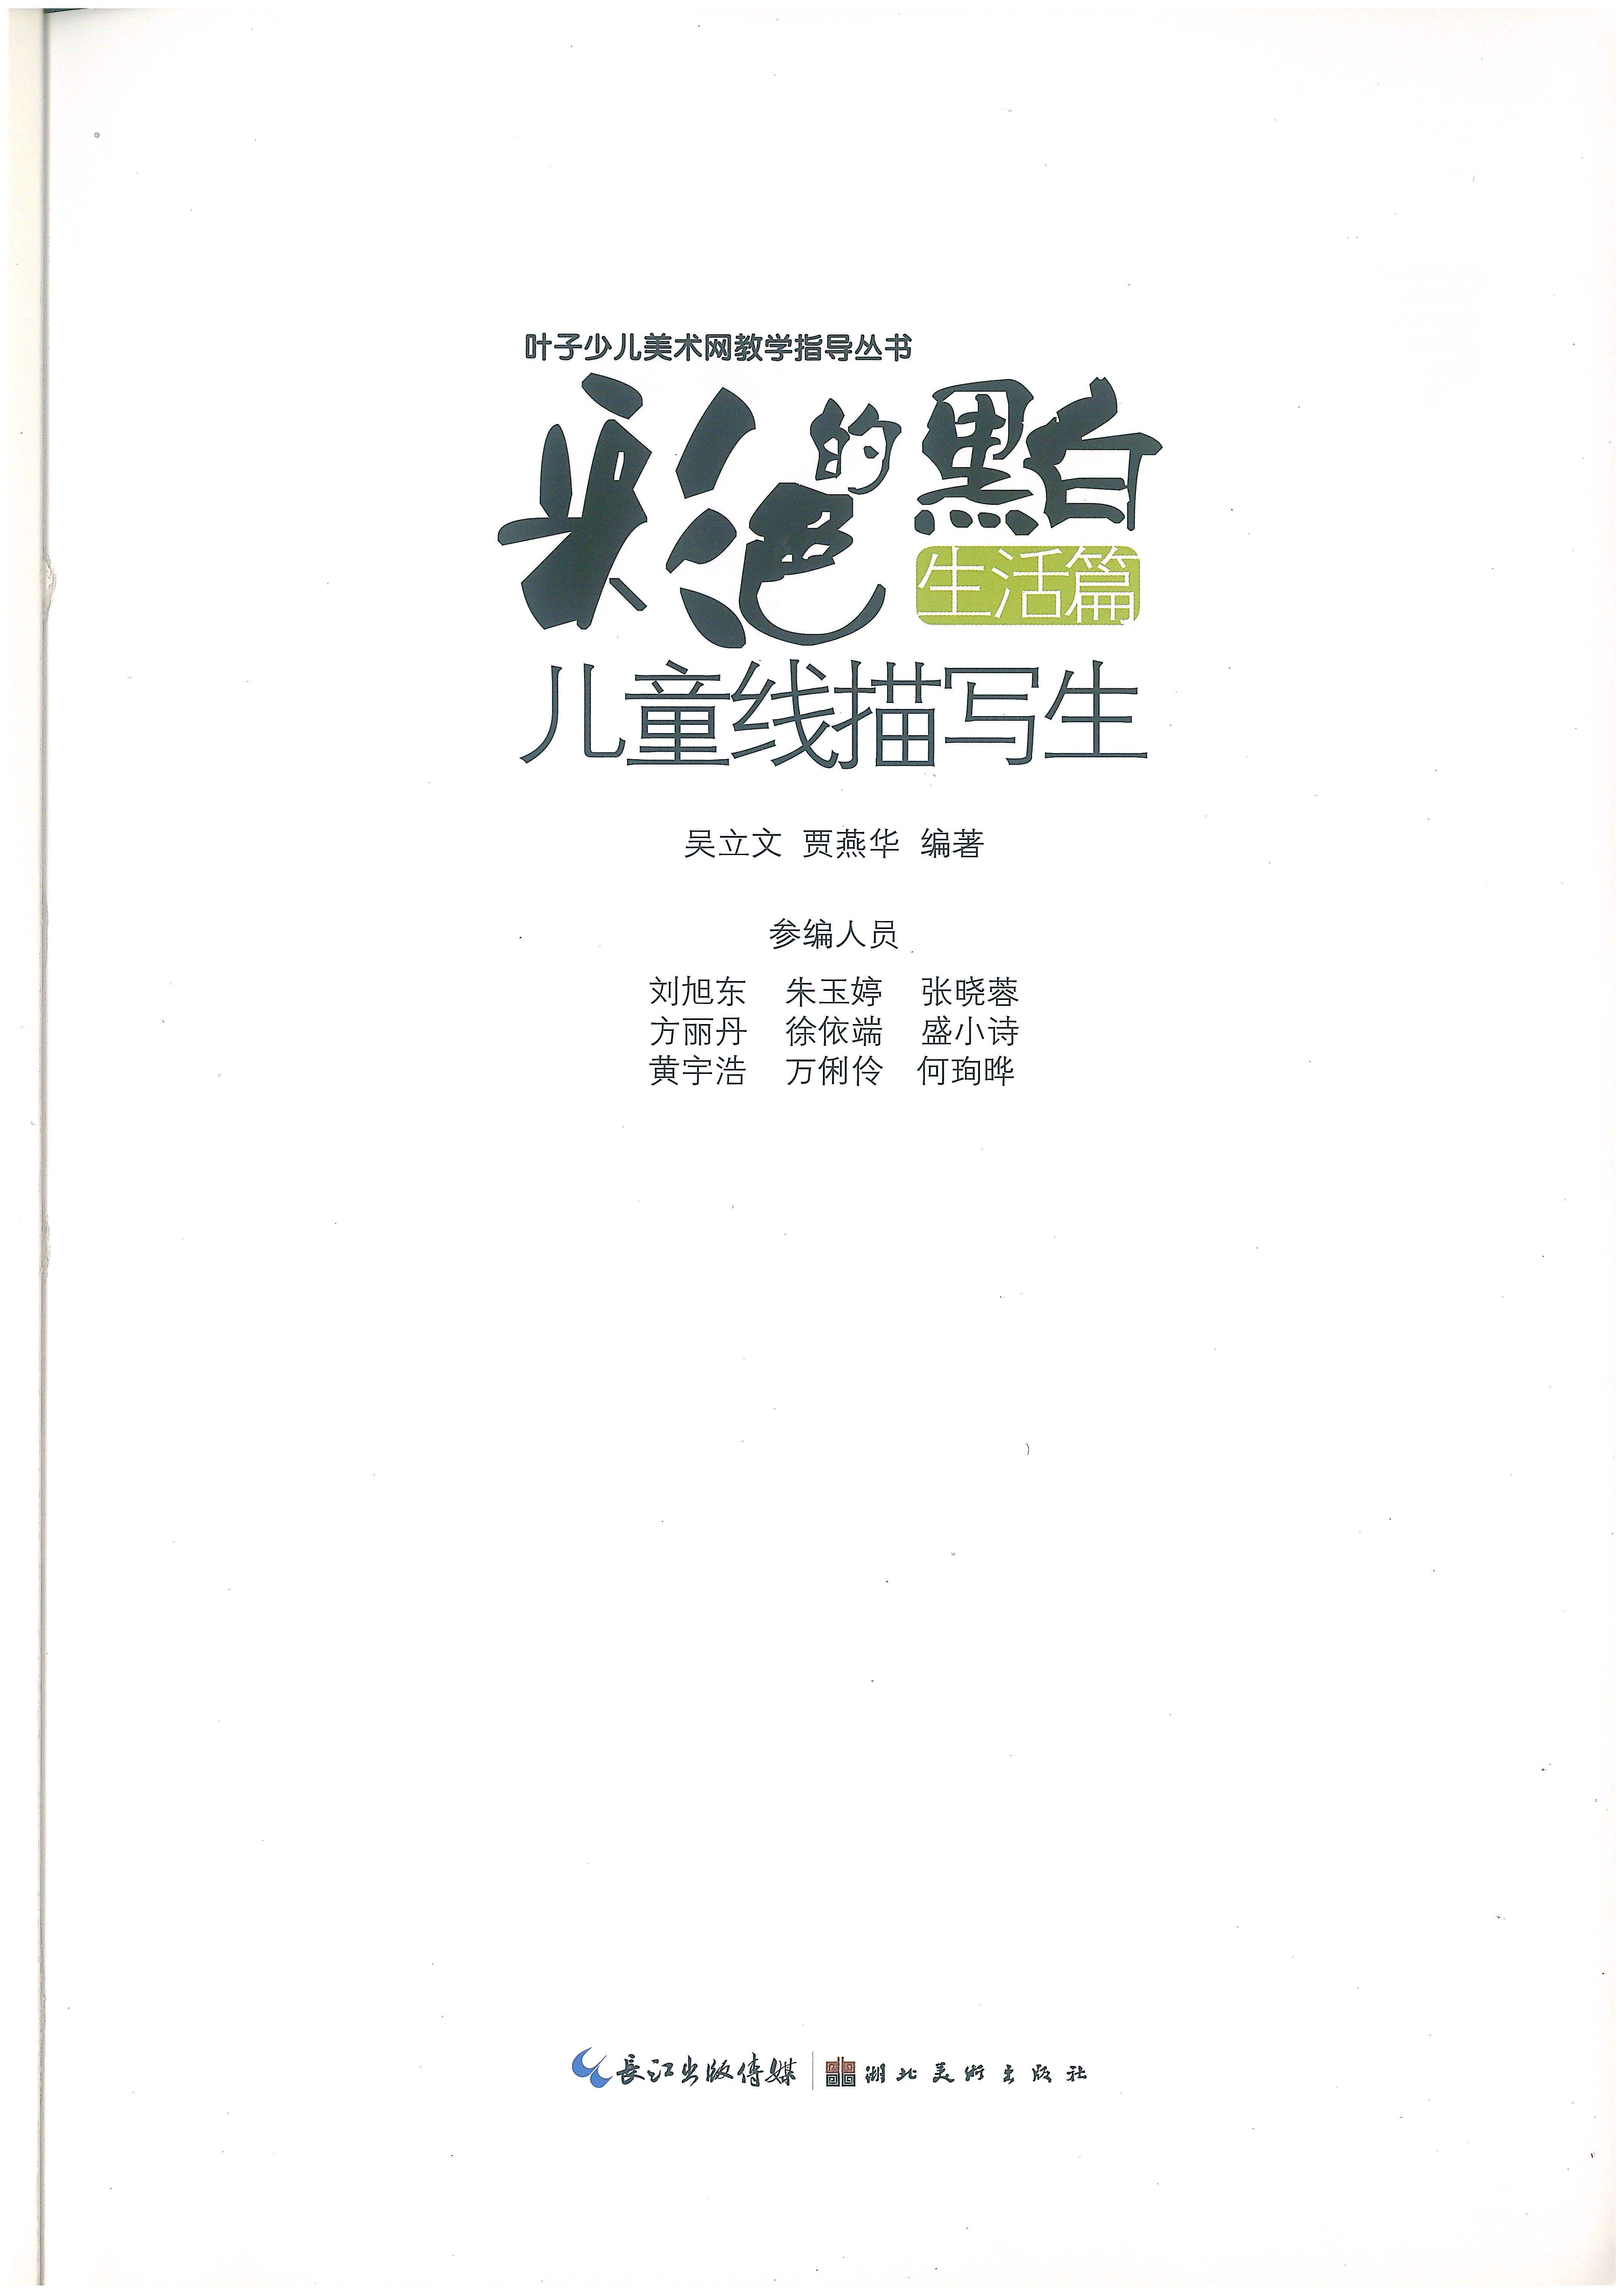 叶子少儿美术网教学指导丛书
彩色的黑白
生活篇
儿童线描写生
吴立文 贾燕华 编著
参编人员
刘旭东 朱玉婷 张晓蓉
方丽丹 徐依端 盛小诗
黄宇浩 万俐伶 何珣晔
長江出版傳媒 湖北美術出版社